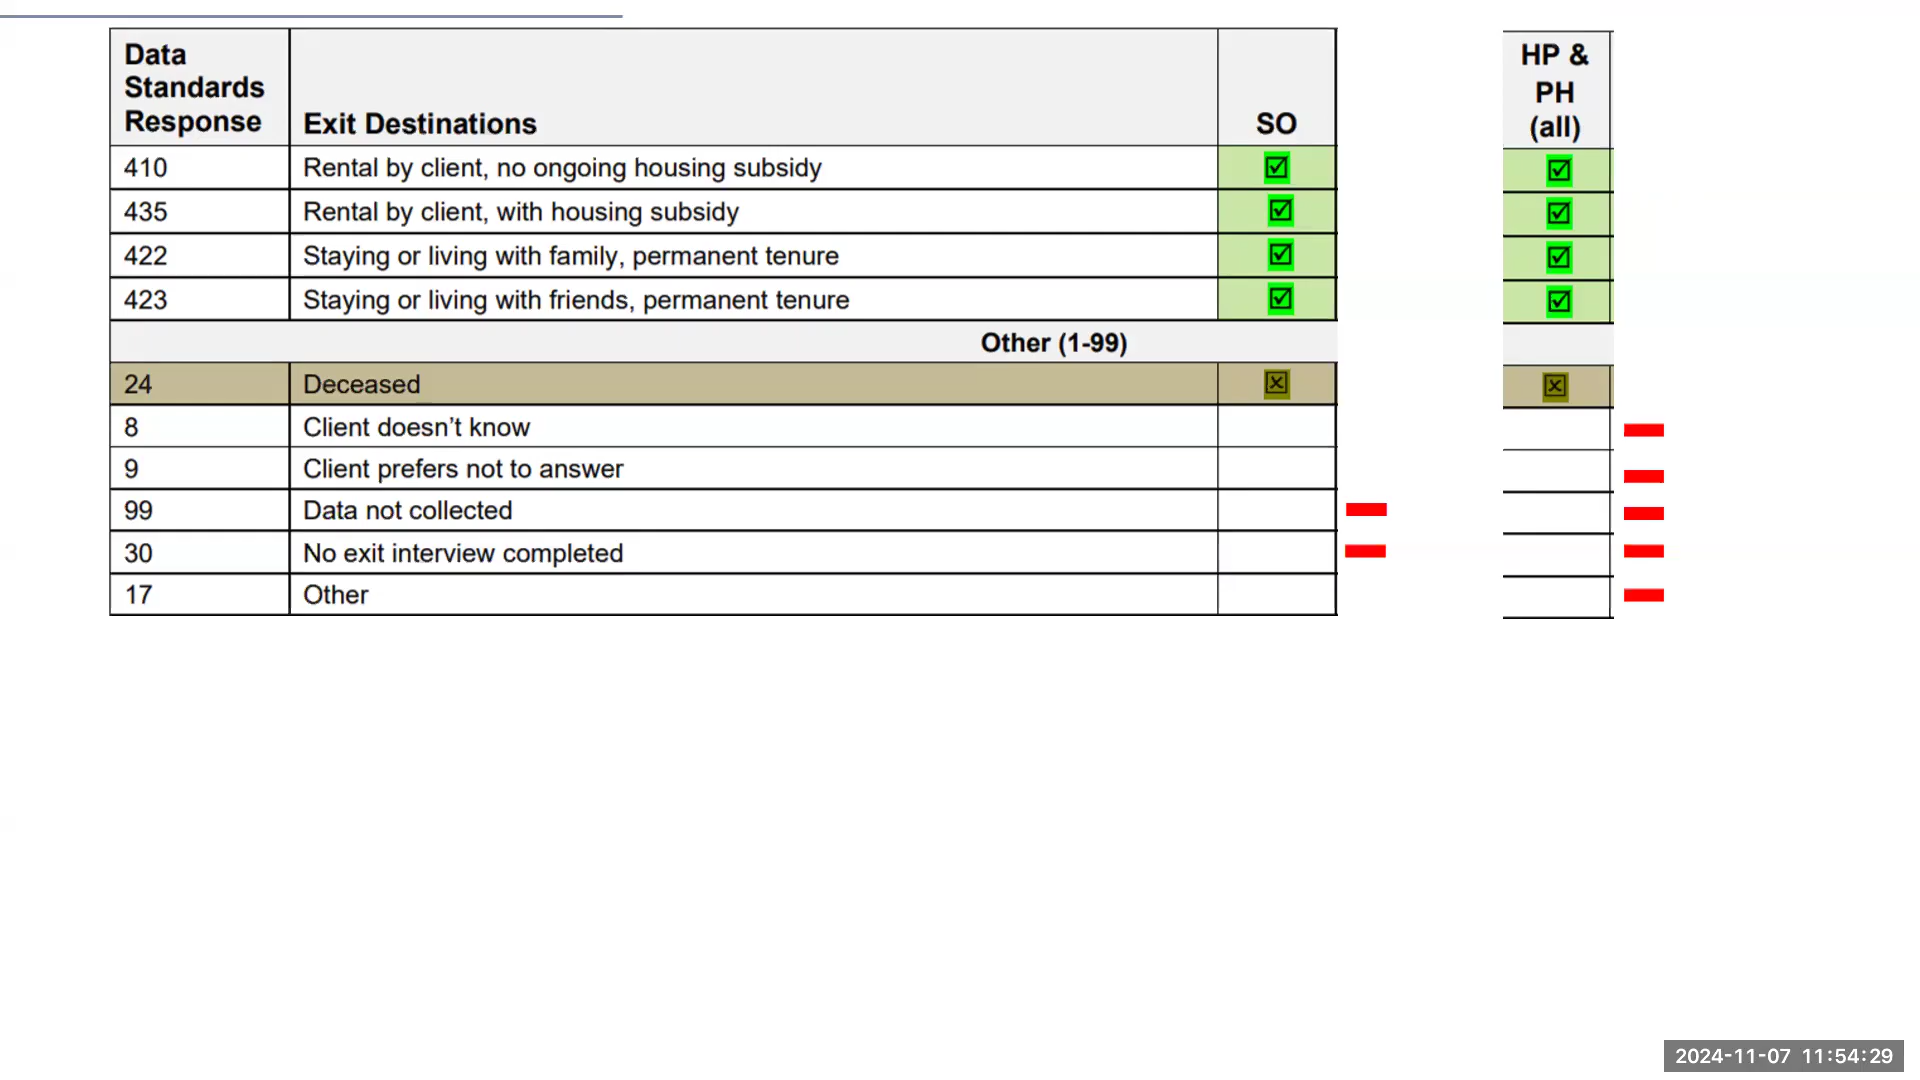 Data
Standards
Response
Exit Destinations
SO
HP &
PH
(all)
410 Rental by client, no ongoing housing subsidy ☑ ☑
435 Rental by client, with housing subsidy ☑ ☑
422 Staying or living with family, permanent tenure ☑ ☑
423 Staying or living with friends, permanent tenure ☑ ☑
Other (1-99)
24 Deceased ☒ ☒
8 Client doesn’t know
9 Client prefers not to answer
99 Data not collected
30 No exit interview completed
17 Other
2024-11-07 11:54:29